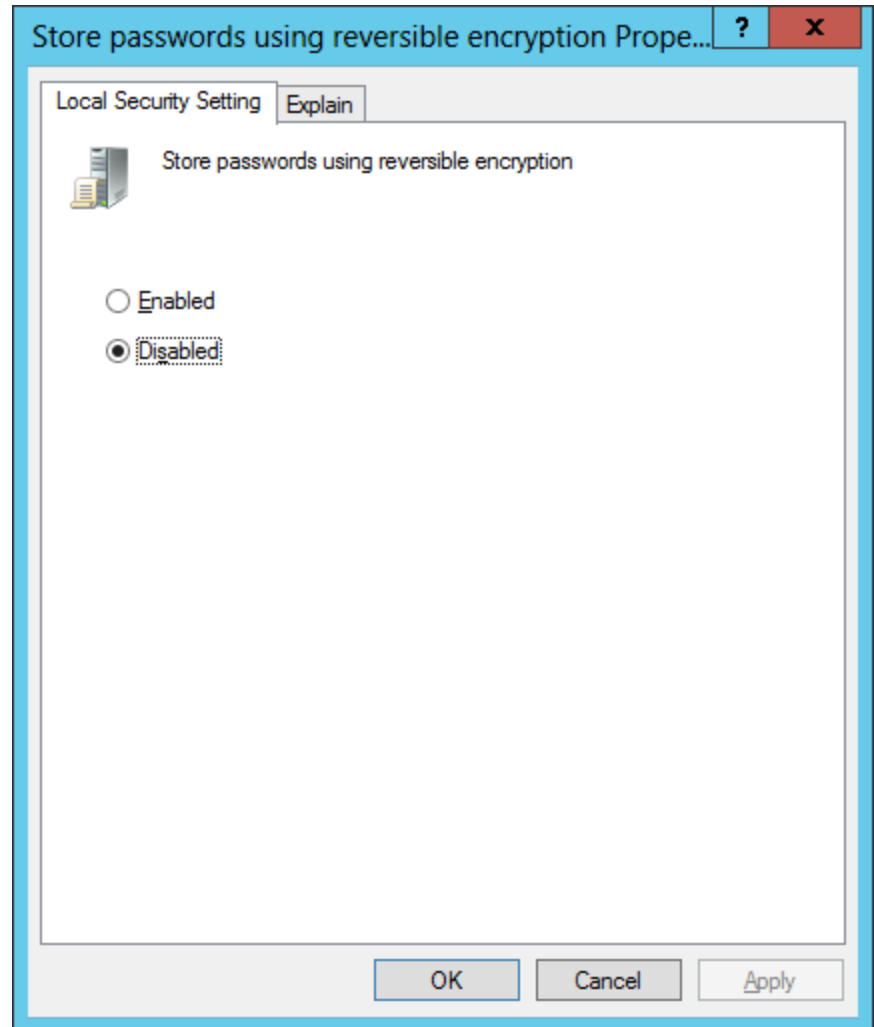 Store passwords using reversible encryption Prope...
?
x
Local Security Setting
Explain
Store passwords using reversible encryption
Enabled
Disabled
OK
Cancel
Apply